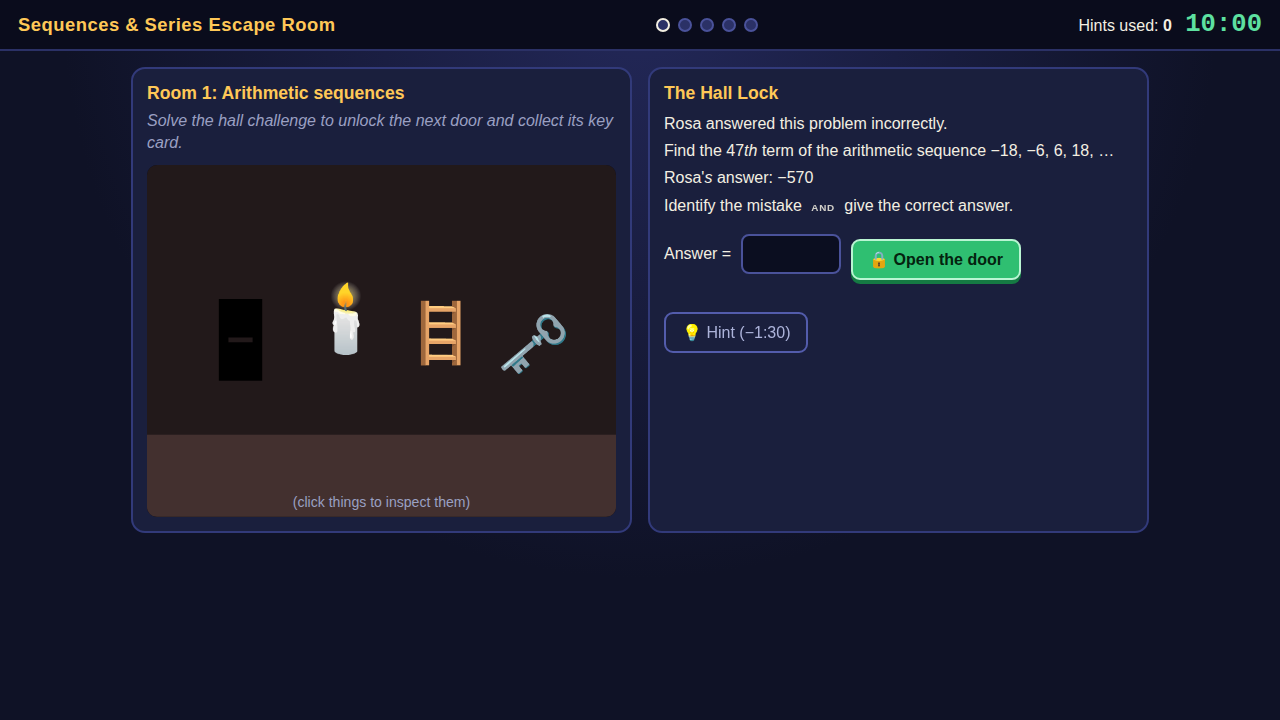 Sequences & Series Escape Room
Hints used: 0 10:00
Room 1: Arithmetic sequences
Solve the hall challenge to unlock the next door and collect its key
card.
(click things to inspect them)
The Hall Lock
Rosa answered this problem incorrectly.
Find the 47th term of the arithmetic sequence −18, −6, 6, 18, …
Rosa's answer: −570
Identify the mistake AND give the correct answer.
Answer =
🔒 Open the door
💡 Hint (−1:30)